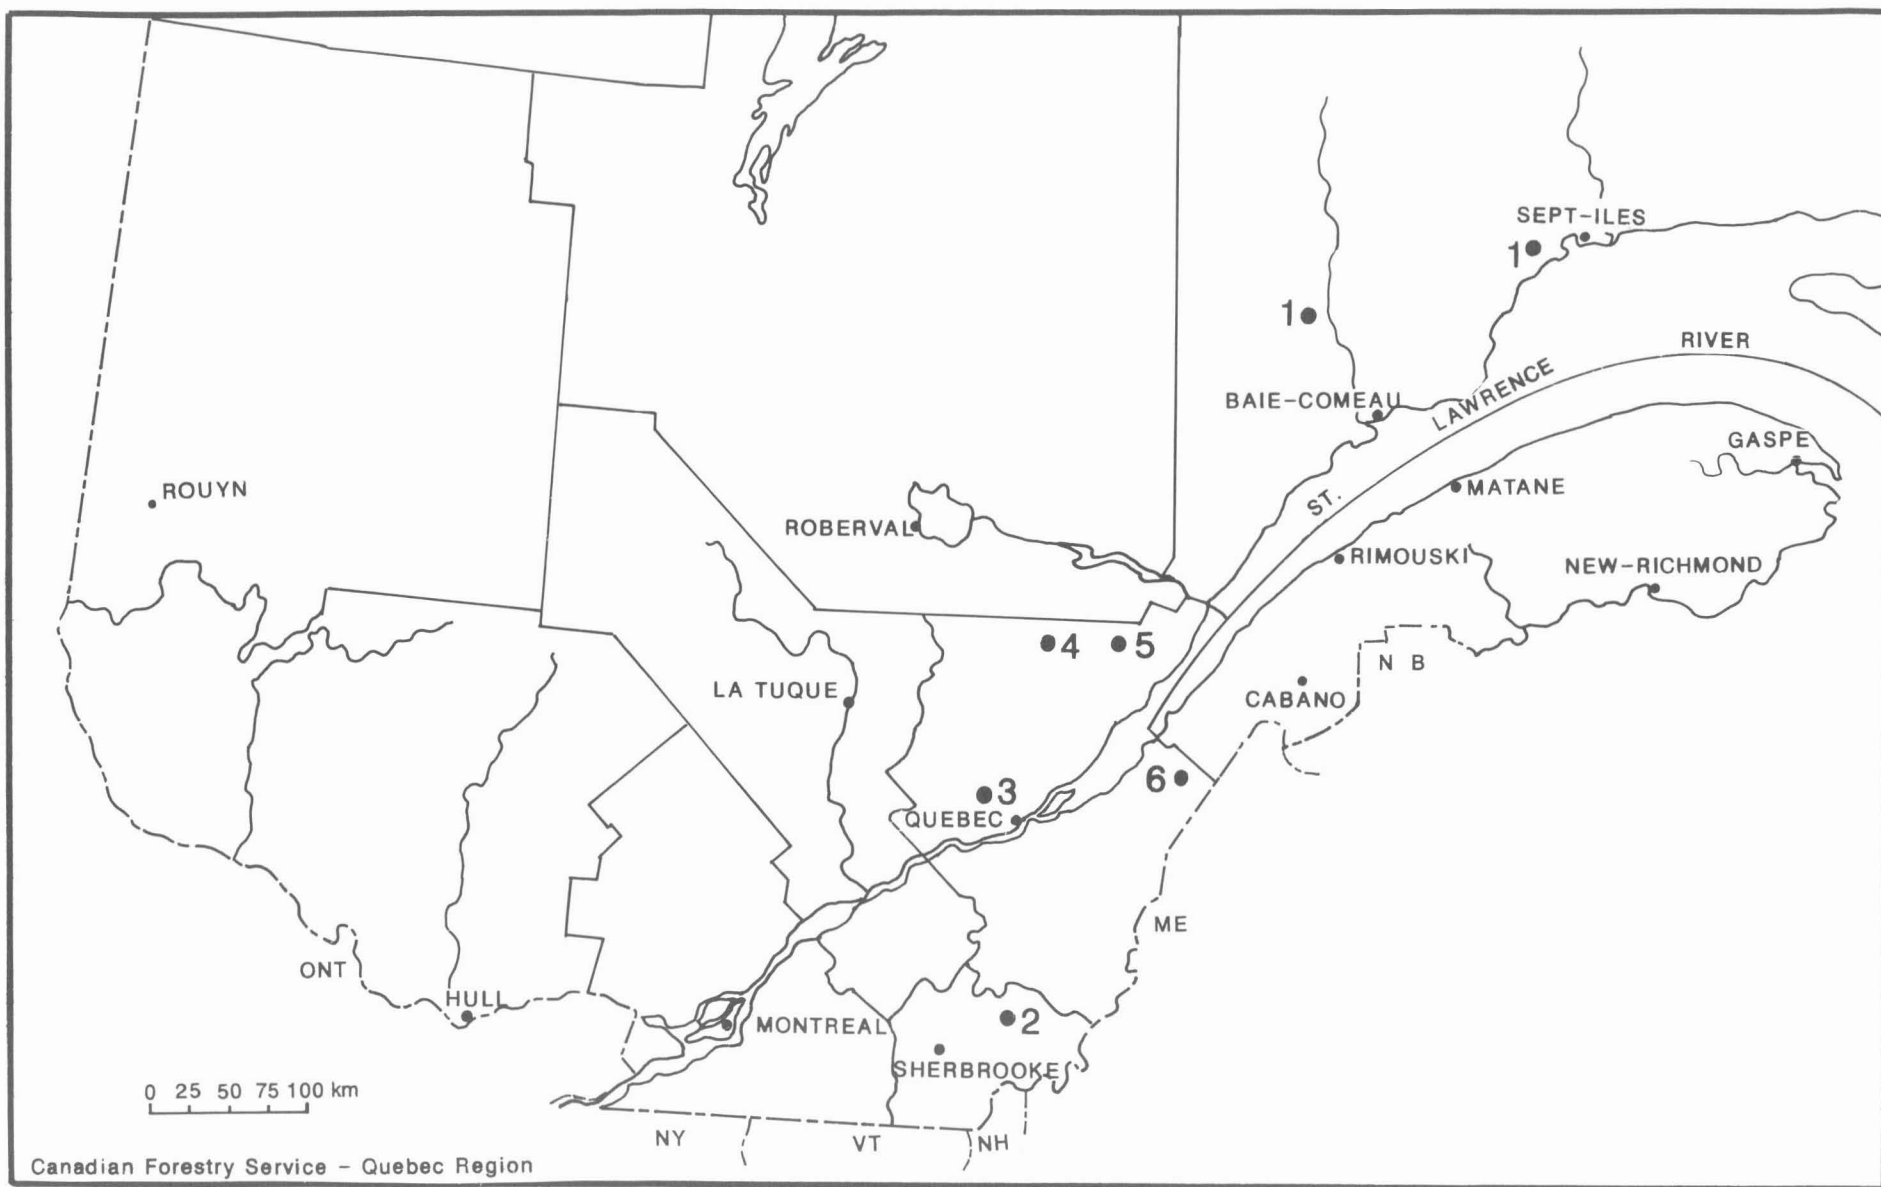 SEPT-ILES
1
1
RIVER
BAIE-COMEAU
LAWRENCE
ST.
GASPE
MATANE
ROUYN
ROBERVAL
RIMOUSKI
NEW-RICHMOND
4
5
N B
LA TUQUE
CABANO
6
3
QUEBEC
ME
ONT
HULL
MONTREAL
2
SHERBROOKE
0 25 50 75 100 km
NY
VT
NH
Canadian Forestry Service - Quebec Region